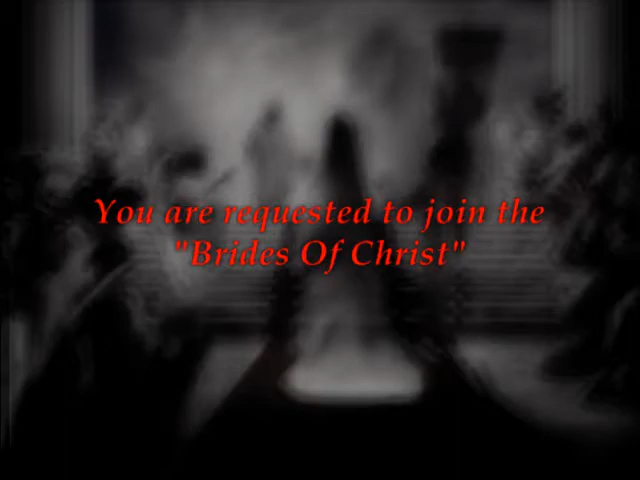 You are requested to join the
"Brides Of Christ"